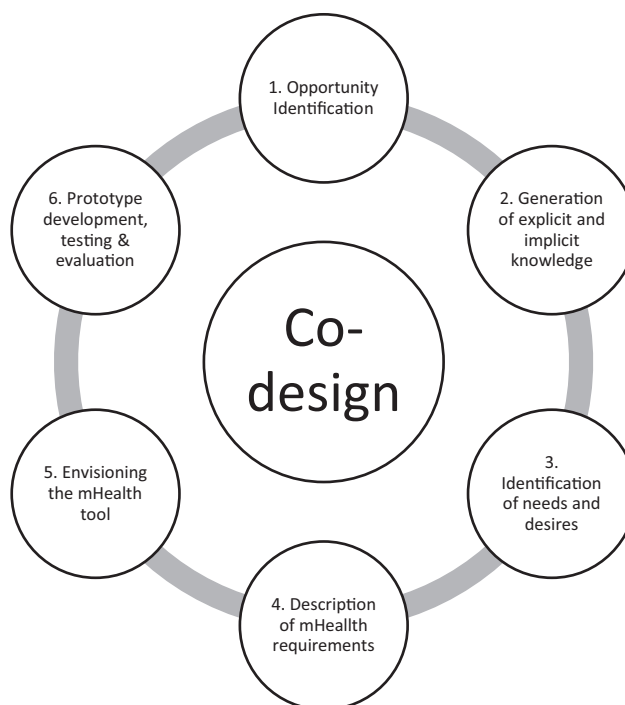 1. Opportunity
Identification
2. Generation
of explicit and
implicit
knowledge
3.
Identification
of needs and
desires
4. Description
of mHeallth
requirements
5. Envisioning
the mHealth
tool
6. Prototype
development,
testing &
evaluation
Co-
design